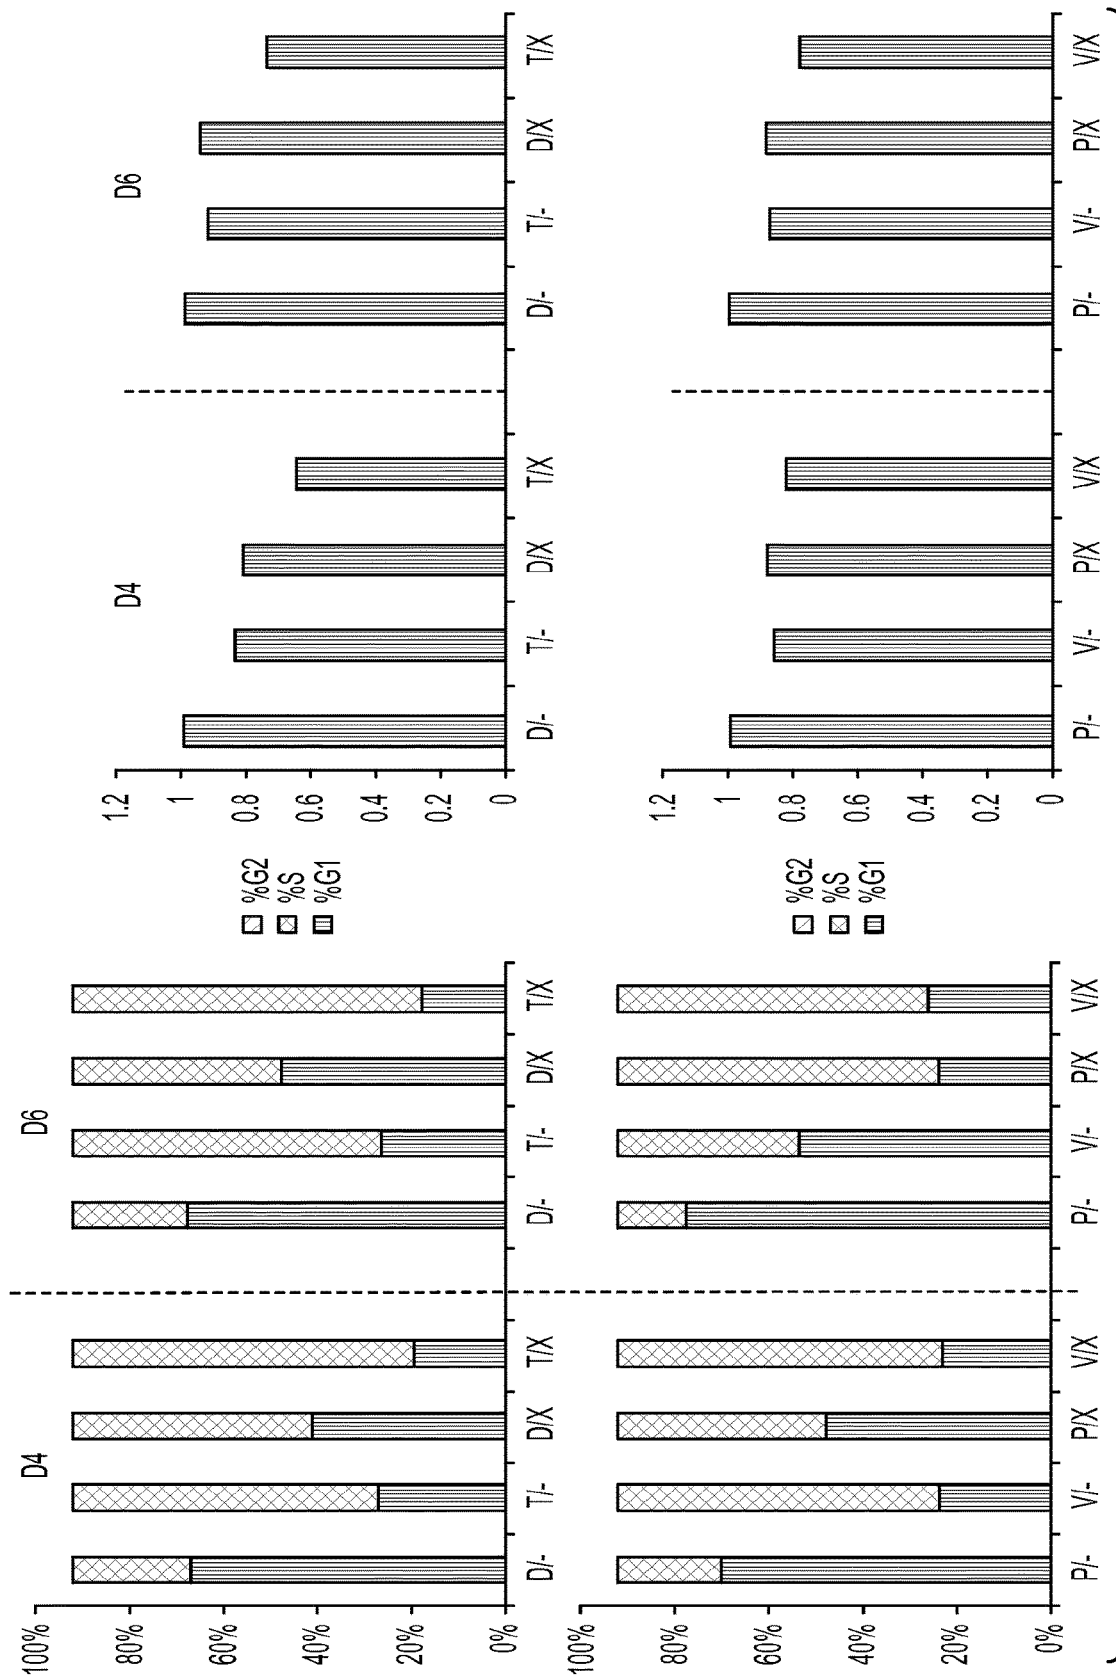 D4
D6
100%
80%
60%
40%
20%
0%
D/-
T/-
D/X
T/X
D/-
T/-
D/X
T/X
%G2
%S
%G1
D4
D6
1.2
1
0.8
0.6
0.4
0.2
0
D/-
T/-
D/X
T/X
D/-
T/-
D/X
T/X
100%
80%
60%
40%
20%
0%
P/-
V/-
P/X
V/X
P/-
V/-
P/X
V/X
%G2
%S
%G1
1.2
1
0.8
0.6
0.4
0.2
0
P/-
V/-
P/X
V/X
P/-
V/-
P/X
V/X